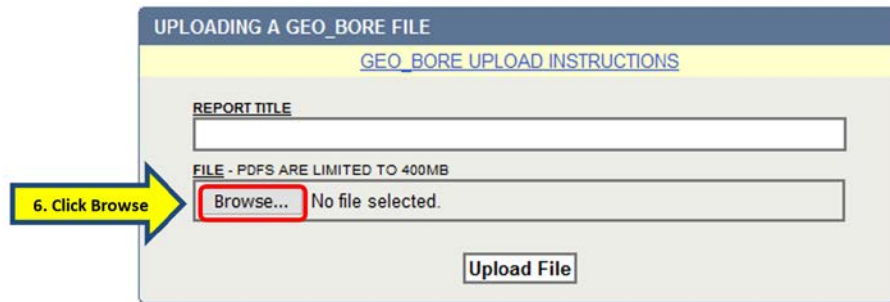 UPLOADING A GEO_BORE FILE
GEO_BORE UPLOAD INSTRUCTIONS
REPORT TITLE
FILE - PDFS ARE LIMITED TO 400MB
6. Click Browse
Browse... No file selected.
Upload File